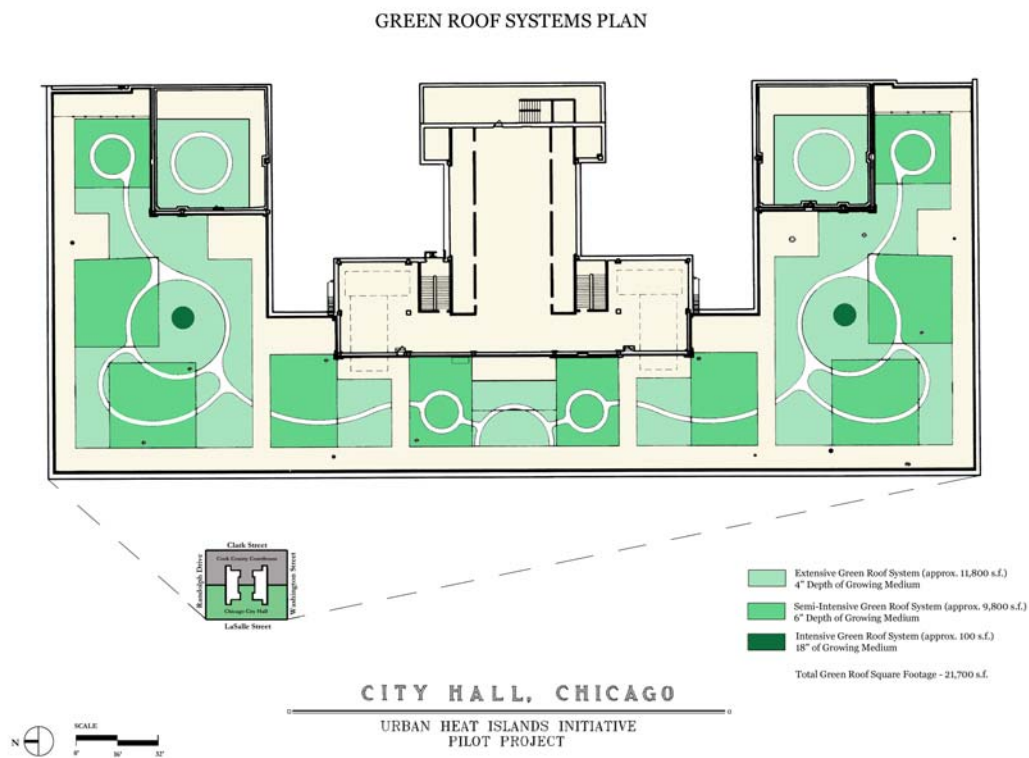 GREEN ROOF SYSTEMS PLAN
Clark Street
Cook County Courthouse
Randolph Drive
Washington Street
Chicago City Hall
LaSalle Street
Extensive Green Roof System (approx. 11,800 s.f.)
4" Depth of Growing Medium
Semi-Intensive Green Roof System (approx. 9,800 s.f.)
6" Depth of Growing Medium
Intensive Green Roof System (approx. 100 s.f.)
18" of Growing Medium
Total Green Roof Square Footage - 21,700 s.f.
CITY HALL, CHICAGO
URBAN HEAT ISLANDS INITIATIVE
PILOT PROJECT
N
SCALE
0' 16' 32'